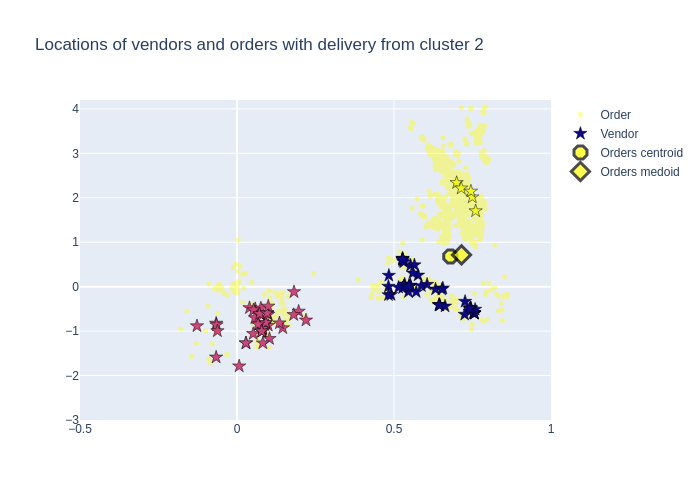 Locations of vendors and orders with delivery from cluster 2
Order
Vendor
Orders centroid
Orders medoid
4
3
2
1
0
−1
−2
−3
−0.5
0
0.5
1